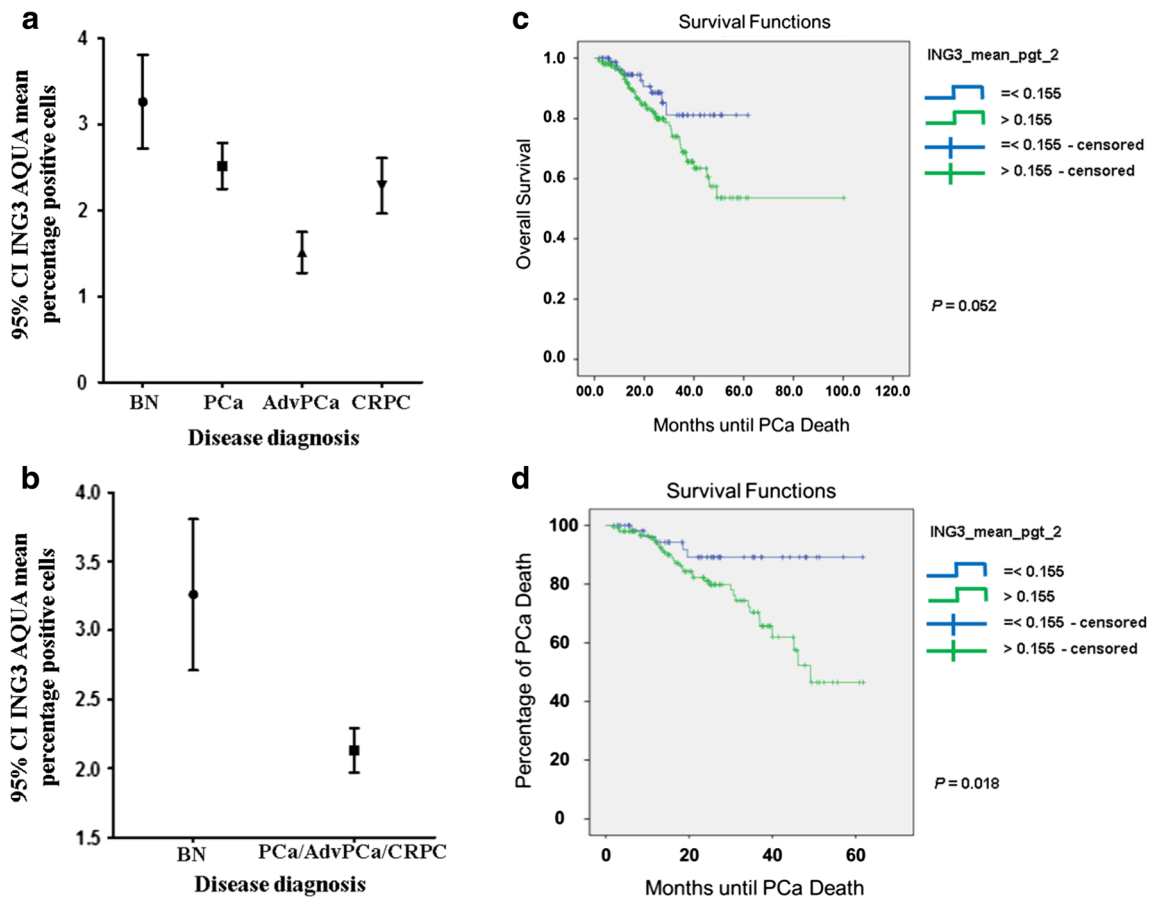 a
4
3
2
1
0
95% CI ING3 AQUA mean
percentage positive cells
BN PCa AdvPCa CRPC
Disease diagnosis
b
4.0
3.5
3.0
2.5
2.0
1.5
95% CI ING3 AQUA mean
percentage positive cells
BN PCa/AdvPCa/CRPC
Disease diagnosis
c
Survival Functions
1.0
0.8
0.6
0.4
0.2
0.0
Overall Survival
00.0 20.0 40.0 60.0 80.0 100.0 120.0
Months until PCa Death
ING3_mean_pgt_2
=< 0.155
> 0.155
=< 0.155 - censored
> 0.155 - censored
P = 0.052
d
Survival Functions
100
80
60
40
20
0
Percentage of PCa Death
0 20 40 60
Months until PCa Death
ING3_mean_pgt_2
=< 0.155
> 0.155
=< 0.155 - censored
> 0.155 - censored
P = 0.018